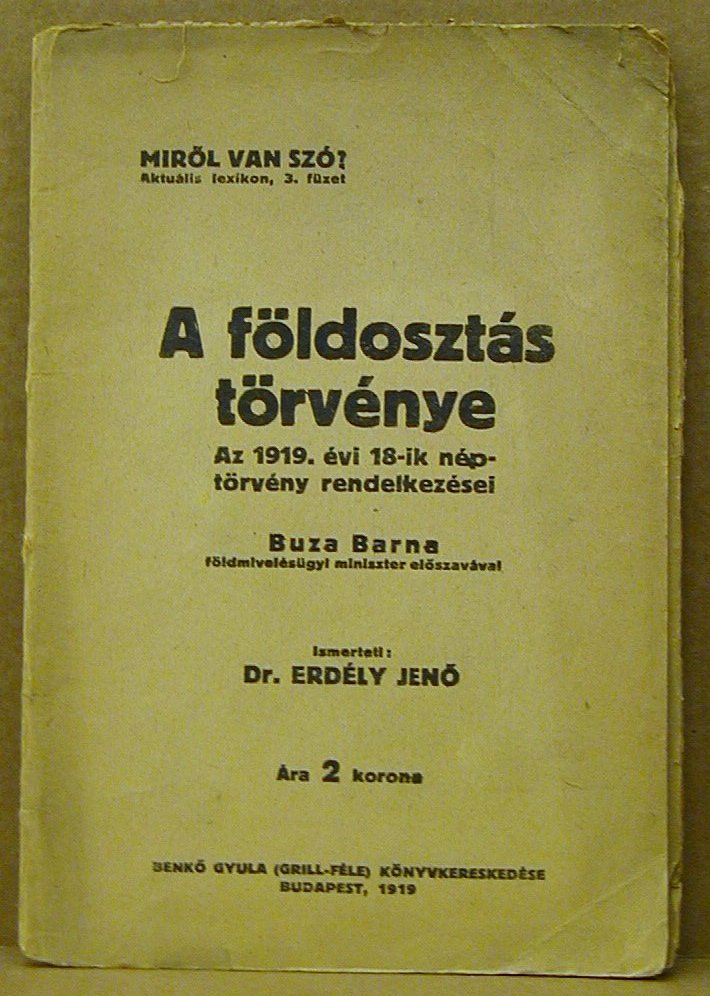 MIRŐL VAN SZÓ?
Aktuális lexikon, 3. füzet
A földosztás
törvénye
Az 1919. évi 18-ik nép-
törvény rendelkezései
Buza Barna
földmivelésügyi miniszter előszavával
Ismerteti:
Dr. ERDÉLY JENŐ
Ára 2 korona
BENKŐ GYULA (GRILL-FÉLE) KÖNYVKERESKEDÉSE
BUDAPEST, 1919